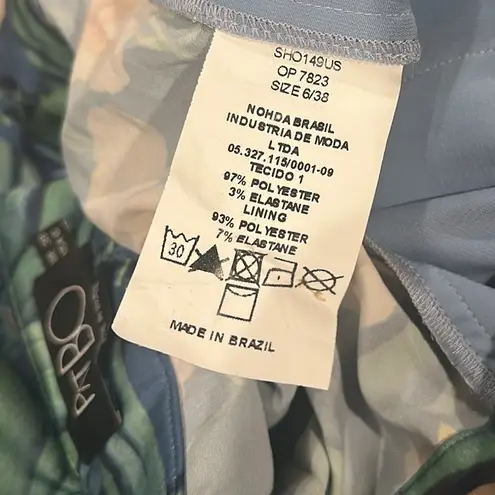 SHO149US
OP 7823
SIZE 6/38
NOHDA BRASIL
INDUSTRIA DE MODA
LTDA
05.327.115/0001-09
TECIDO 1
97% POLYESTER
3% ELASTANE
LINING
93% POLYESTER
7% ELASTANE
30
MADE IN BRAZIL
PatBO